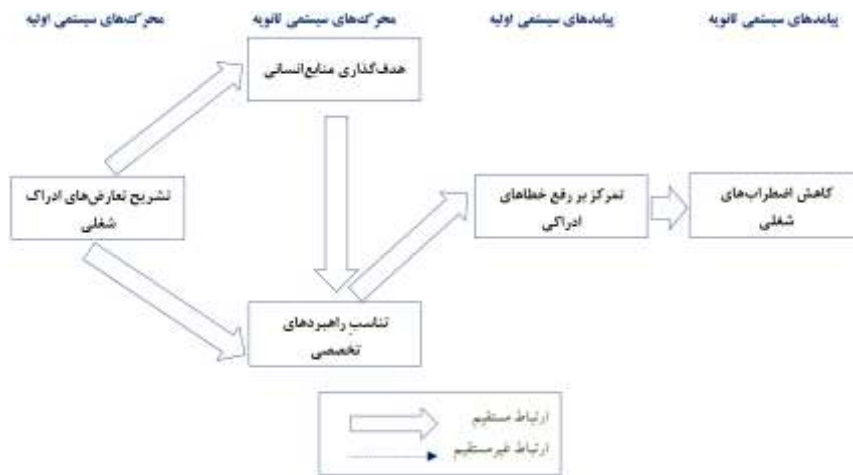 محرک‌های سیستمی اولیه
محرک‌های سیستمی ثانویه
پیامدهای سیستمی اولیه
پیامدهای سیستمی ثانویه
هدف‌گذاری منابع‌انسانی
تشریح تعارض‌های ادراک
شغلی
تمرکز بر رفع خطاهای
ادراکی
کاهش اضطراب‌های
شغلی
تناسب راهبردهای
تخصصی
ارتباط مستقیم
ارتباط غیرمستقیم